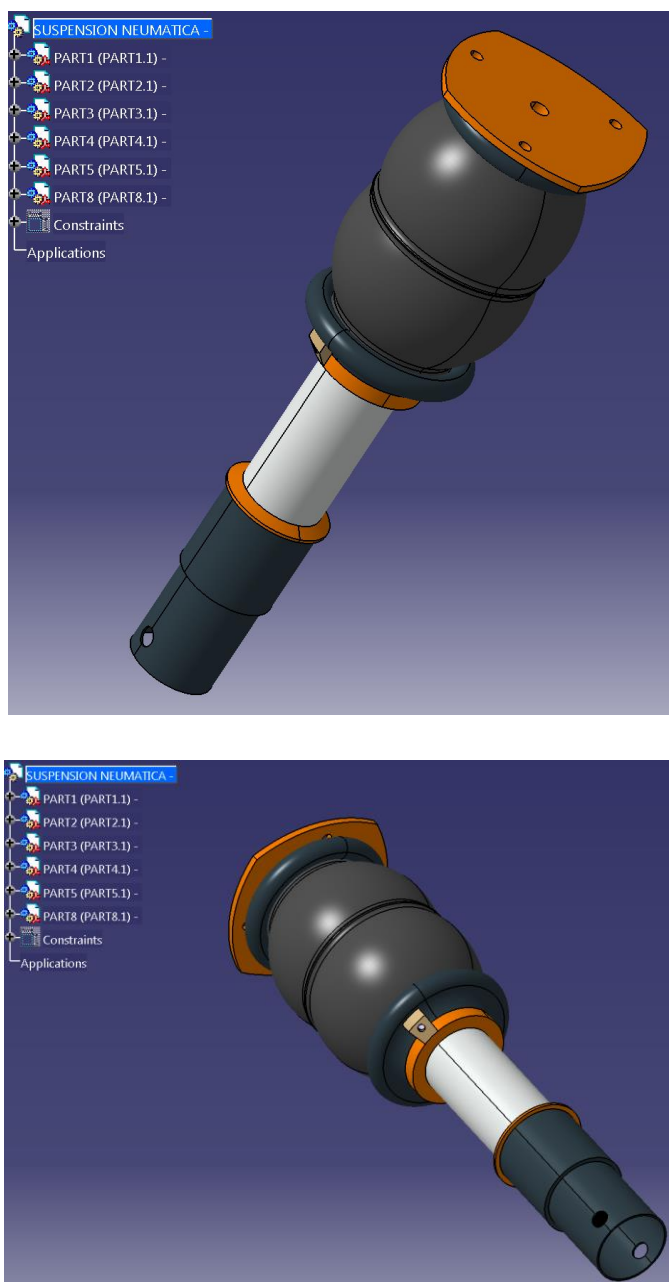 SUSPENSION NEUMATICA -
PART1 (PART1.1) -
PART2 (PART2.1) -
PART3 (PART3.1) -
PART4 (PART4.1) -
PART5 (PART5.1) -
PART8 (PART8.1) -
Constraints
Applications
SUSPENSION NEUMATICA -
PART1 (PART1.1) -
PART2 (PART2.1) -
PART3 (PART3.1) -
PART4 (PART4.1) -
PART5 (PART5.1) -
PART8 (PART8.1) -
Constraints
Applications